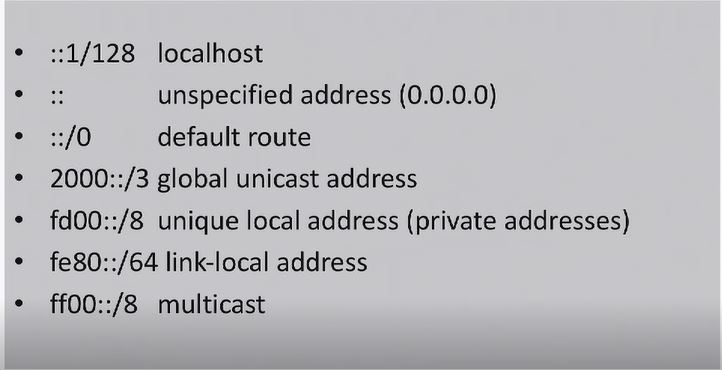 • ::1/128 localhost
• :: unspecified address (0.0.0.0)
• ::/0 default route
• 2000::/3 global unicast address
• fd00::/8 unique local address (private addresses)
• fe80::/64 link-local address
• ff00::/8 multicast